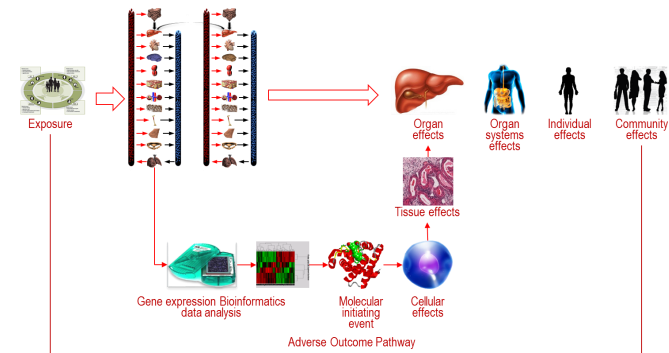 Exposure
Organ
effects
Organ
systems
effects
Individual
effects
Community
effects
Tissue effects
Gene expression Bioinformatics
data analysis
Molecular
initiating
event
Cellular
effects
Adverse Outcome Pathway